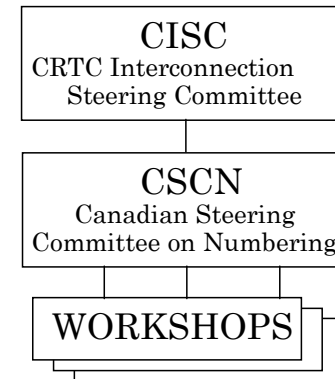 CISC
CRTC Interconnection
Steering Committee
CSCN
Canadian Steering
Committee on Numbering
WORKSHOPS